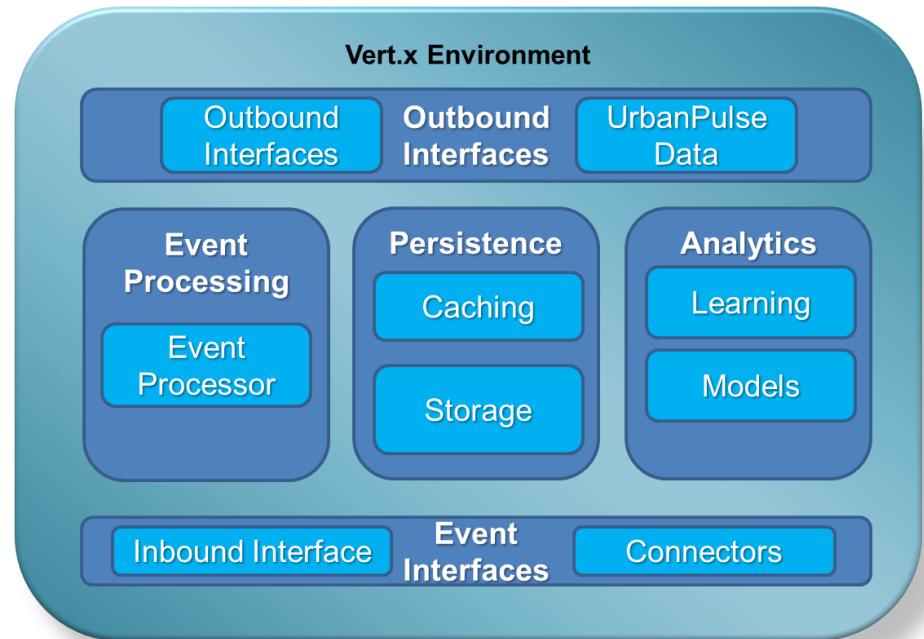 Vert.x Environment
Outbound
Interfaces
Outbound
Interfaces
UrbanPulse
Data
Event
Processing
Event
Processor
Persistence
Caching
Storage
Analytics
Learning
Models
Inbound Interface
Event
Interfaces
Connectors